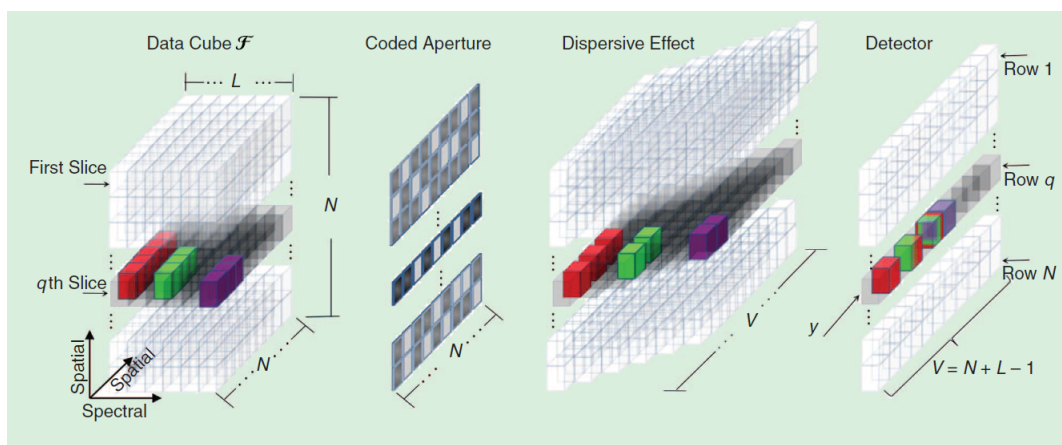 Data Cube 𝓕
Coded Aperture
Dispersive Effect
Detector
··· L ···
Row 1
First Slice
N
Row q
qth Slice
Row N
y
V
N
N
V = N + L − 1
Spatial
Spatial
Spectral